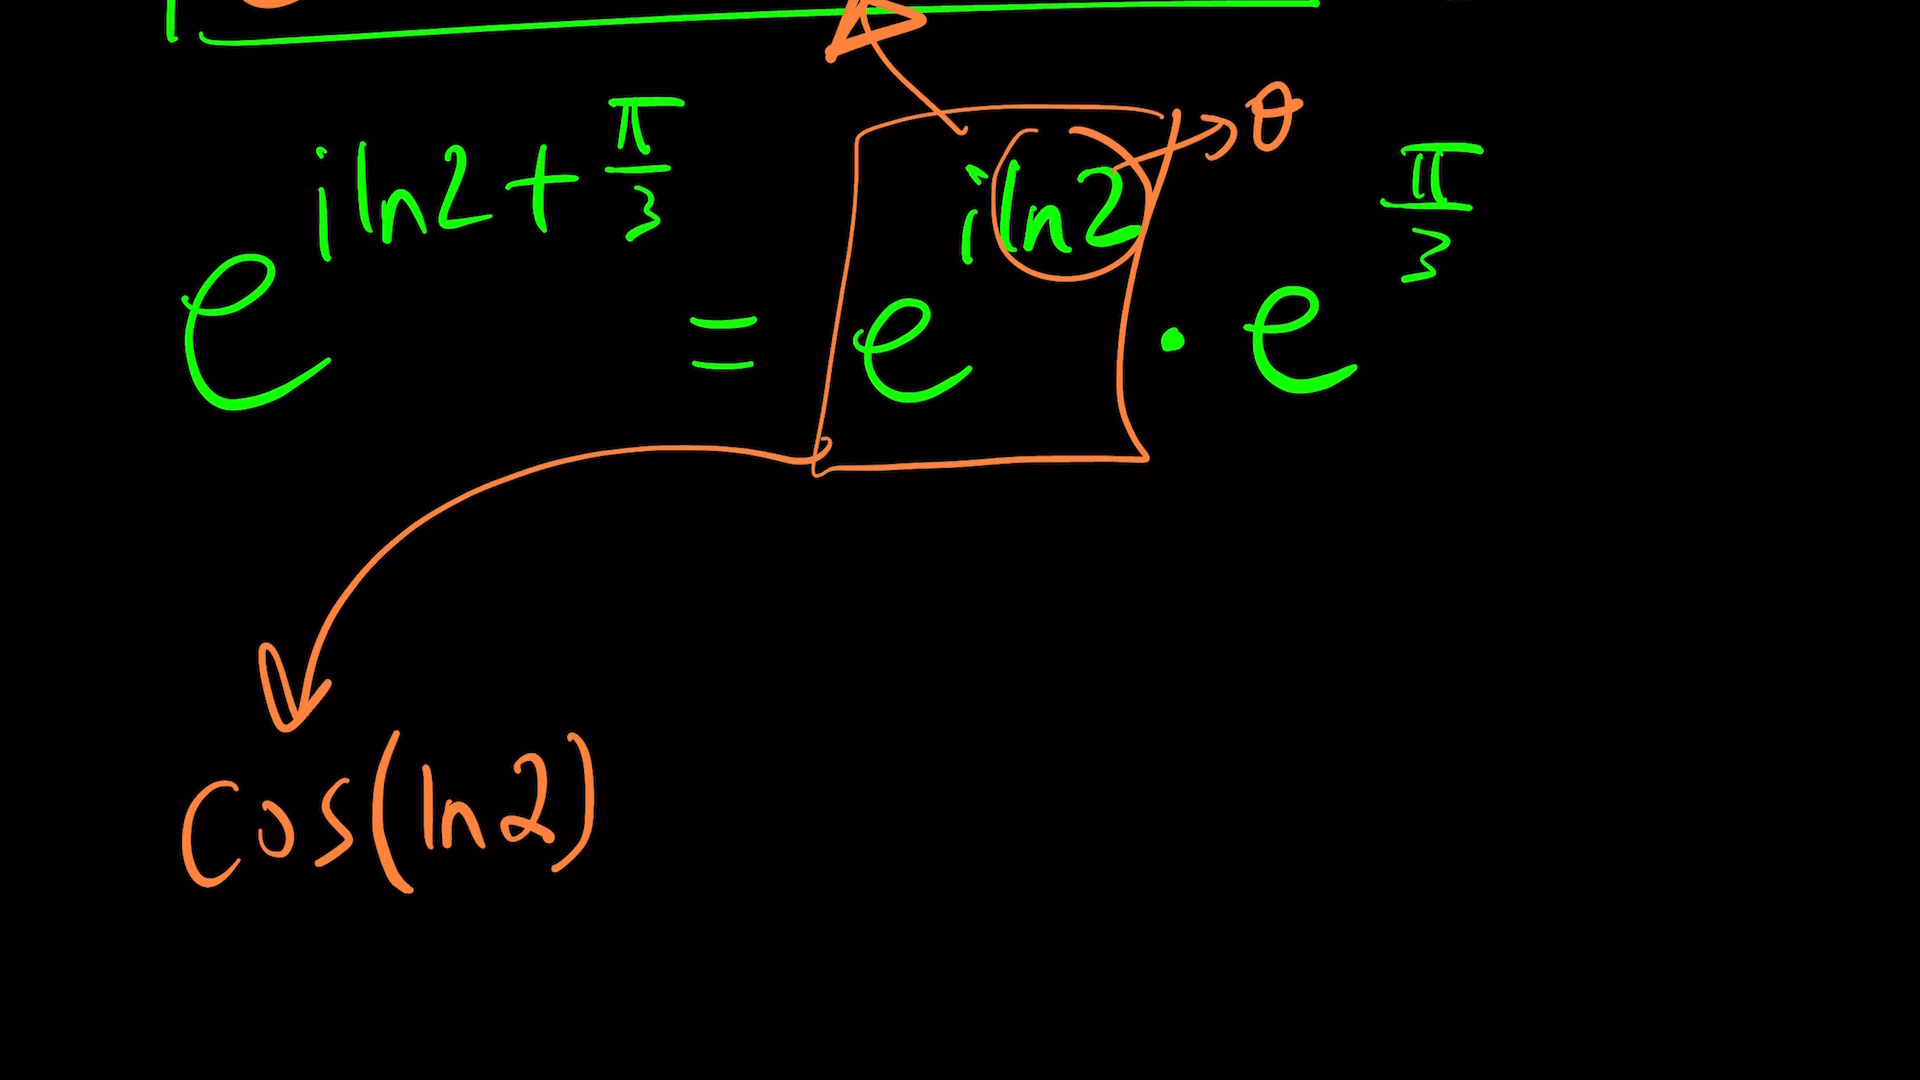 e^{i ln2 + π/3} = e^{i ln2} · e^{π/3}
θ
Cos(ln2)